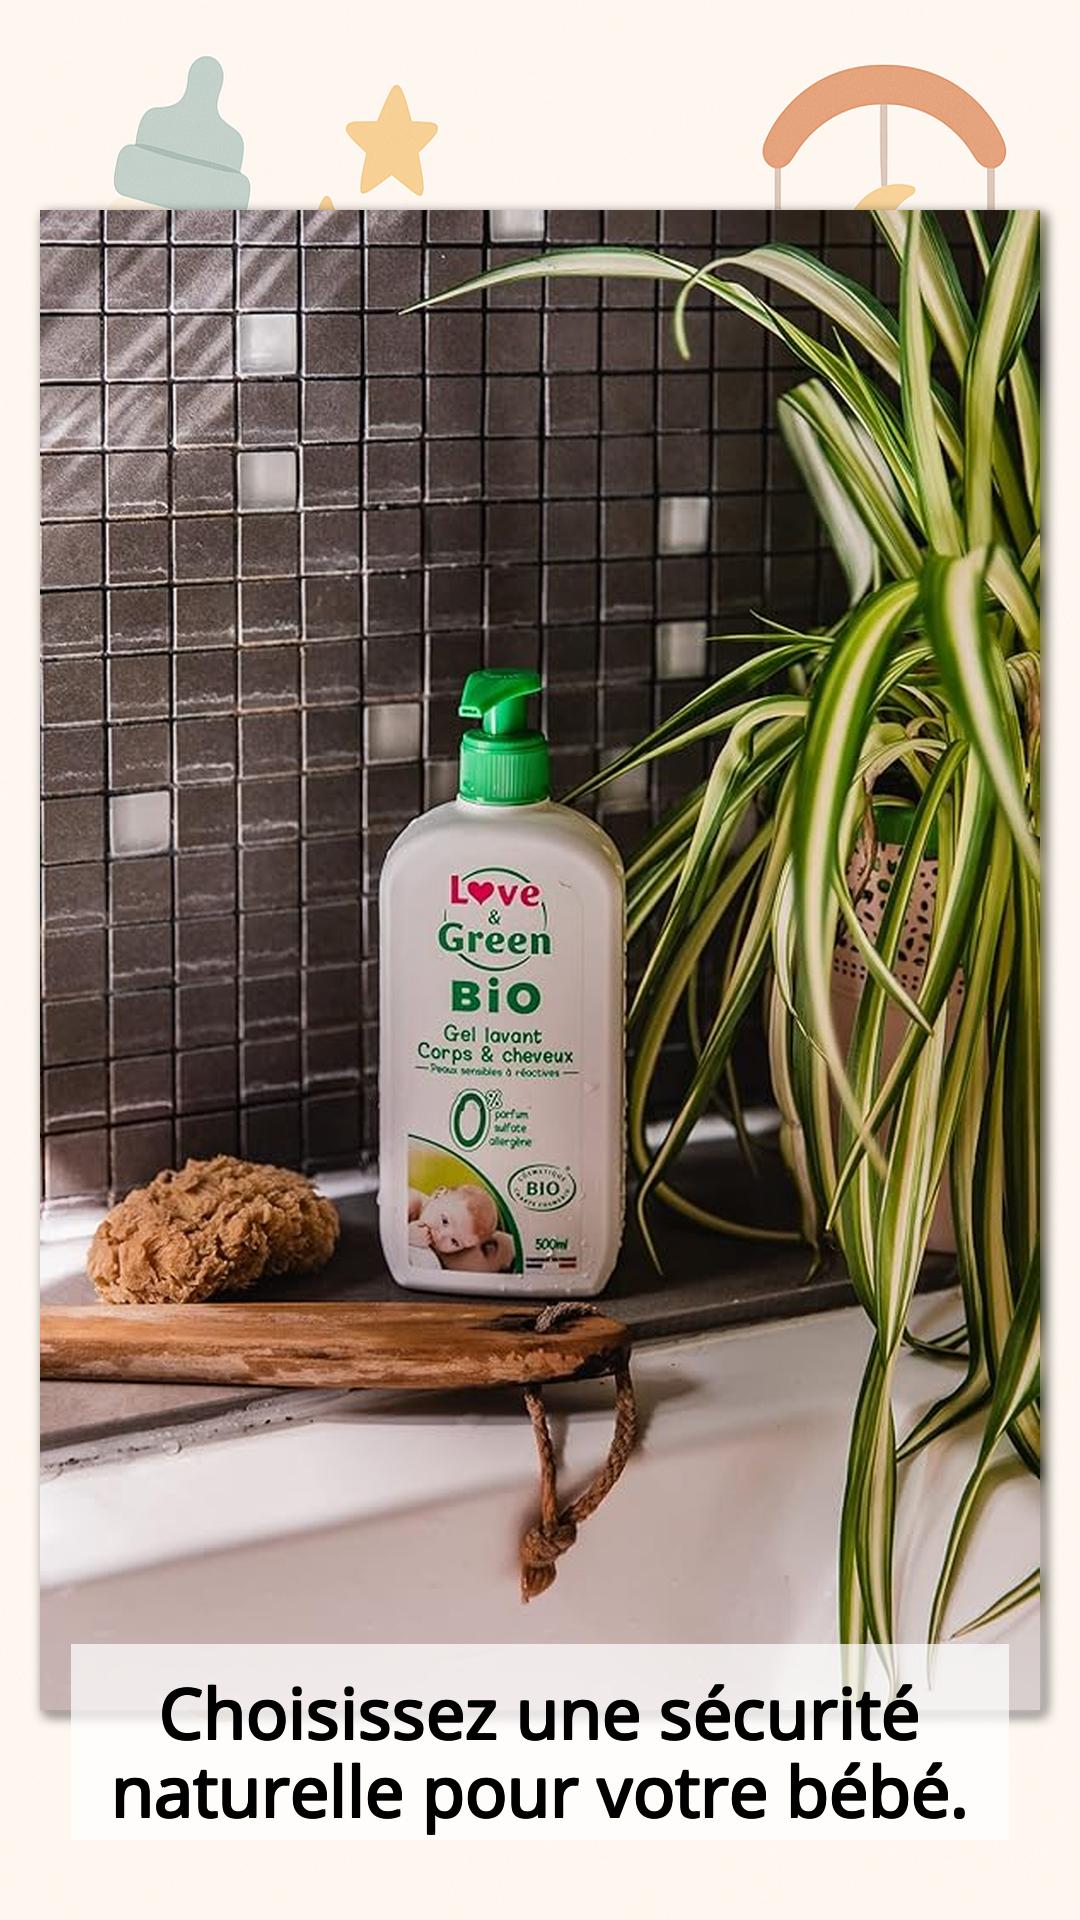 Love
&
Green
BiO
Gel lavant
Corps & cheveux
Peaux sensibles à réactives
0%
parfum
sulfate
allergène
COSMETIQUE
BIO
500ml
Choisissez une sécurité
naturelle pour votre bébé.